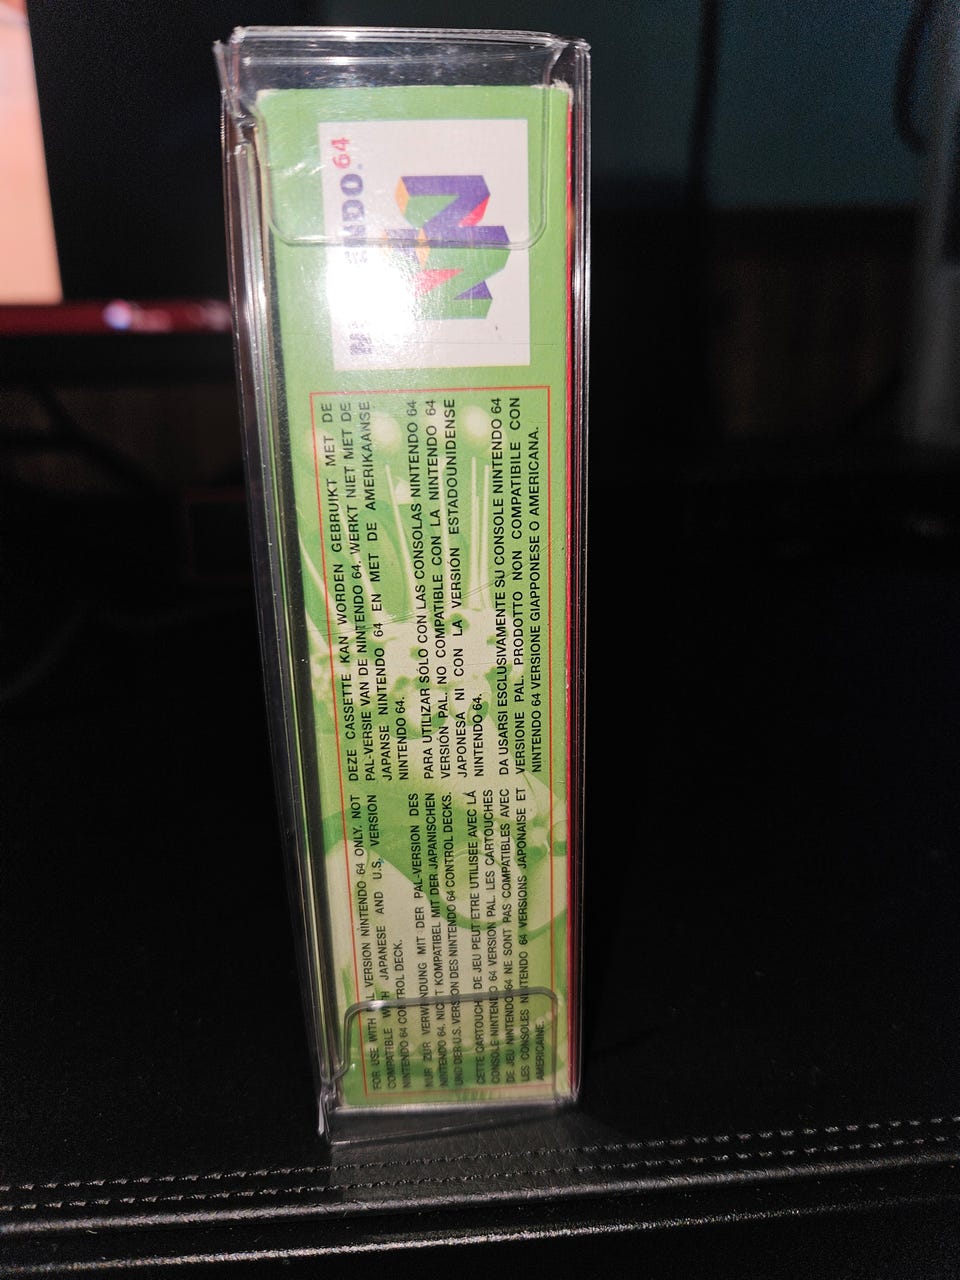 NDO 64
FOR USE WITH VERSION NINTENDO 64 ONLY. NOT
COMPATIBLE WITH JAPANESE AND U.S. VERSION
NINTENDO 64 CONTROL DECK.
NUR ZUR VERWENDUNG MIT DER PAL-VERSION DES
NINTENDO 64. NICHT KOMPATIBEL MIT DER JAPANISCHEN
UND DER U.S. VERSION DES NINTENDO 64 CONTROL DECKS.
CETTE CARTOUCHE DE JEU PEUT ETRE UTILISEE AVEC LA
CONSOLE NINTENDO 64 VERSION PAL. LES CARTOUCHES
DE JEU NINTENDO 64 NE SONT PAS COMPATIBLES AVEC
LES CONSOLES NINTENDO 64 VERSIONS JAPONAISE ET
AMERICAINE.
DEZE CASSETTE KAN WORDEN GEBRUIKT MET DE
PAL-VERSIE VAN DE NINTENDO 64. WERKT NIET MET DE
JAPANSE NINTENDO 64 EN MET DE AMERIKAANSE
NINTENDO 64.
PARA UTILIZAR SÓLO CON LAS CONSOLAS NINTENDO 64
VERSIÓN PAL. NO COMPATIBLE CON LA NINTENDO 64
JAPONESA NI CON LA VERSIÓN ESTADOUNIDENSE
NINTENDO 64.
DA USARSI ESCLUSIVAMENTE SU CONSOLE NINTENDO 64
VERSIONE PAL. PRODOTTO NON COMPATIBILE CON
NINTENDO 64 VERSIONE GIAPPONESE O AMERICANA.